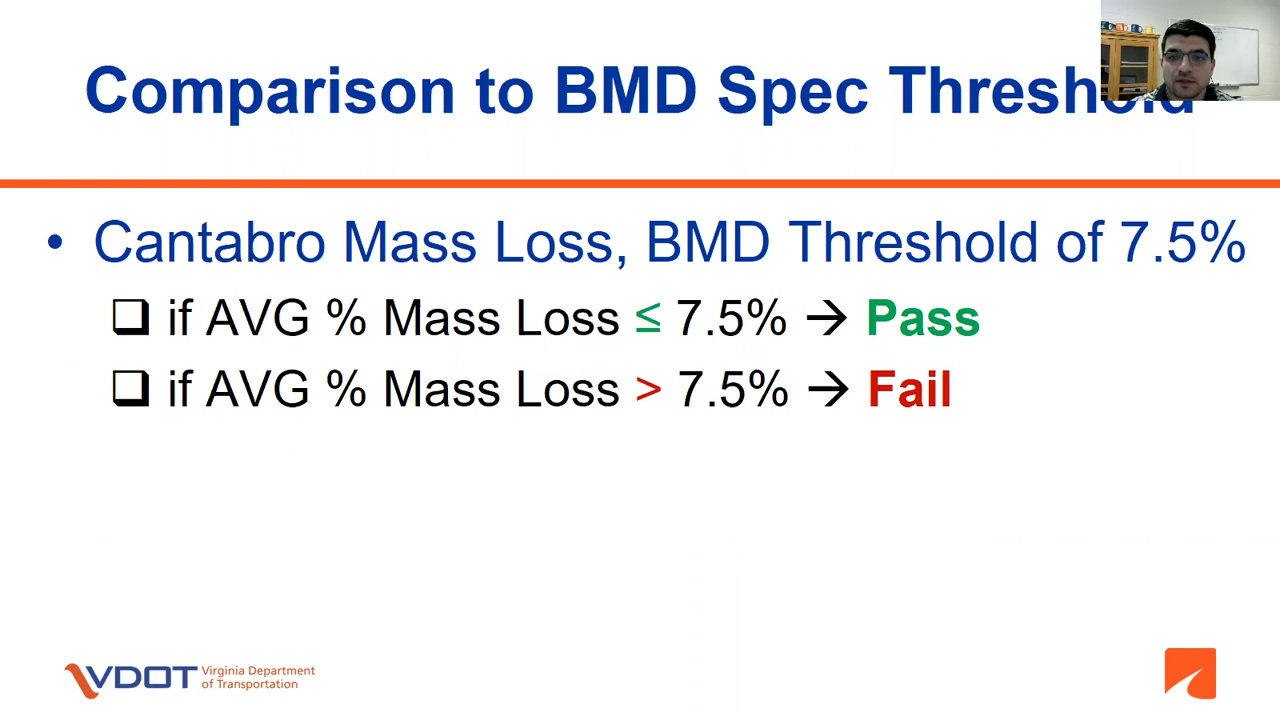 Comparison to BMD Spec Threshold
• Cantabro Mass Loss, BMD Threshold of 7.5%
❑ if AVG % Mass Loss ≤ 7.5% → Pass
❑ if AVG % Mass Loss > 7.5% → Fail
VDOT Virginia Department
of Transportation